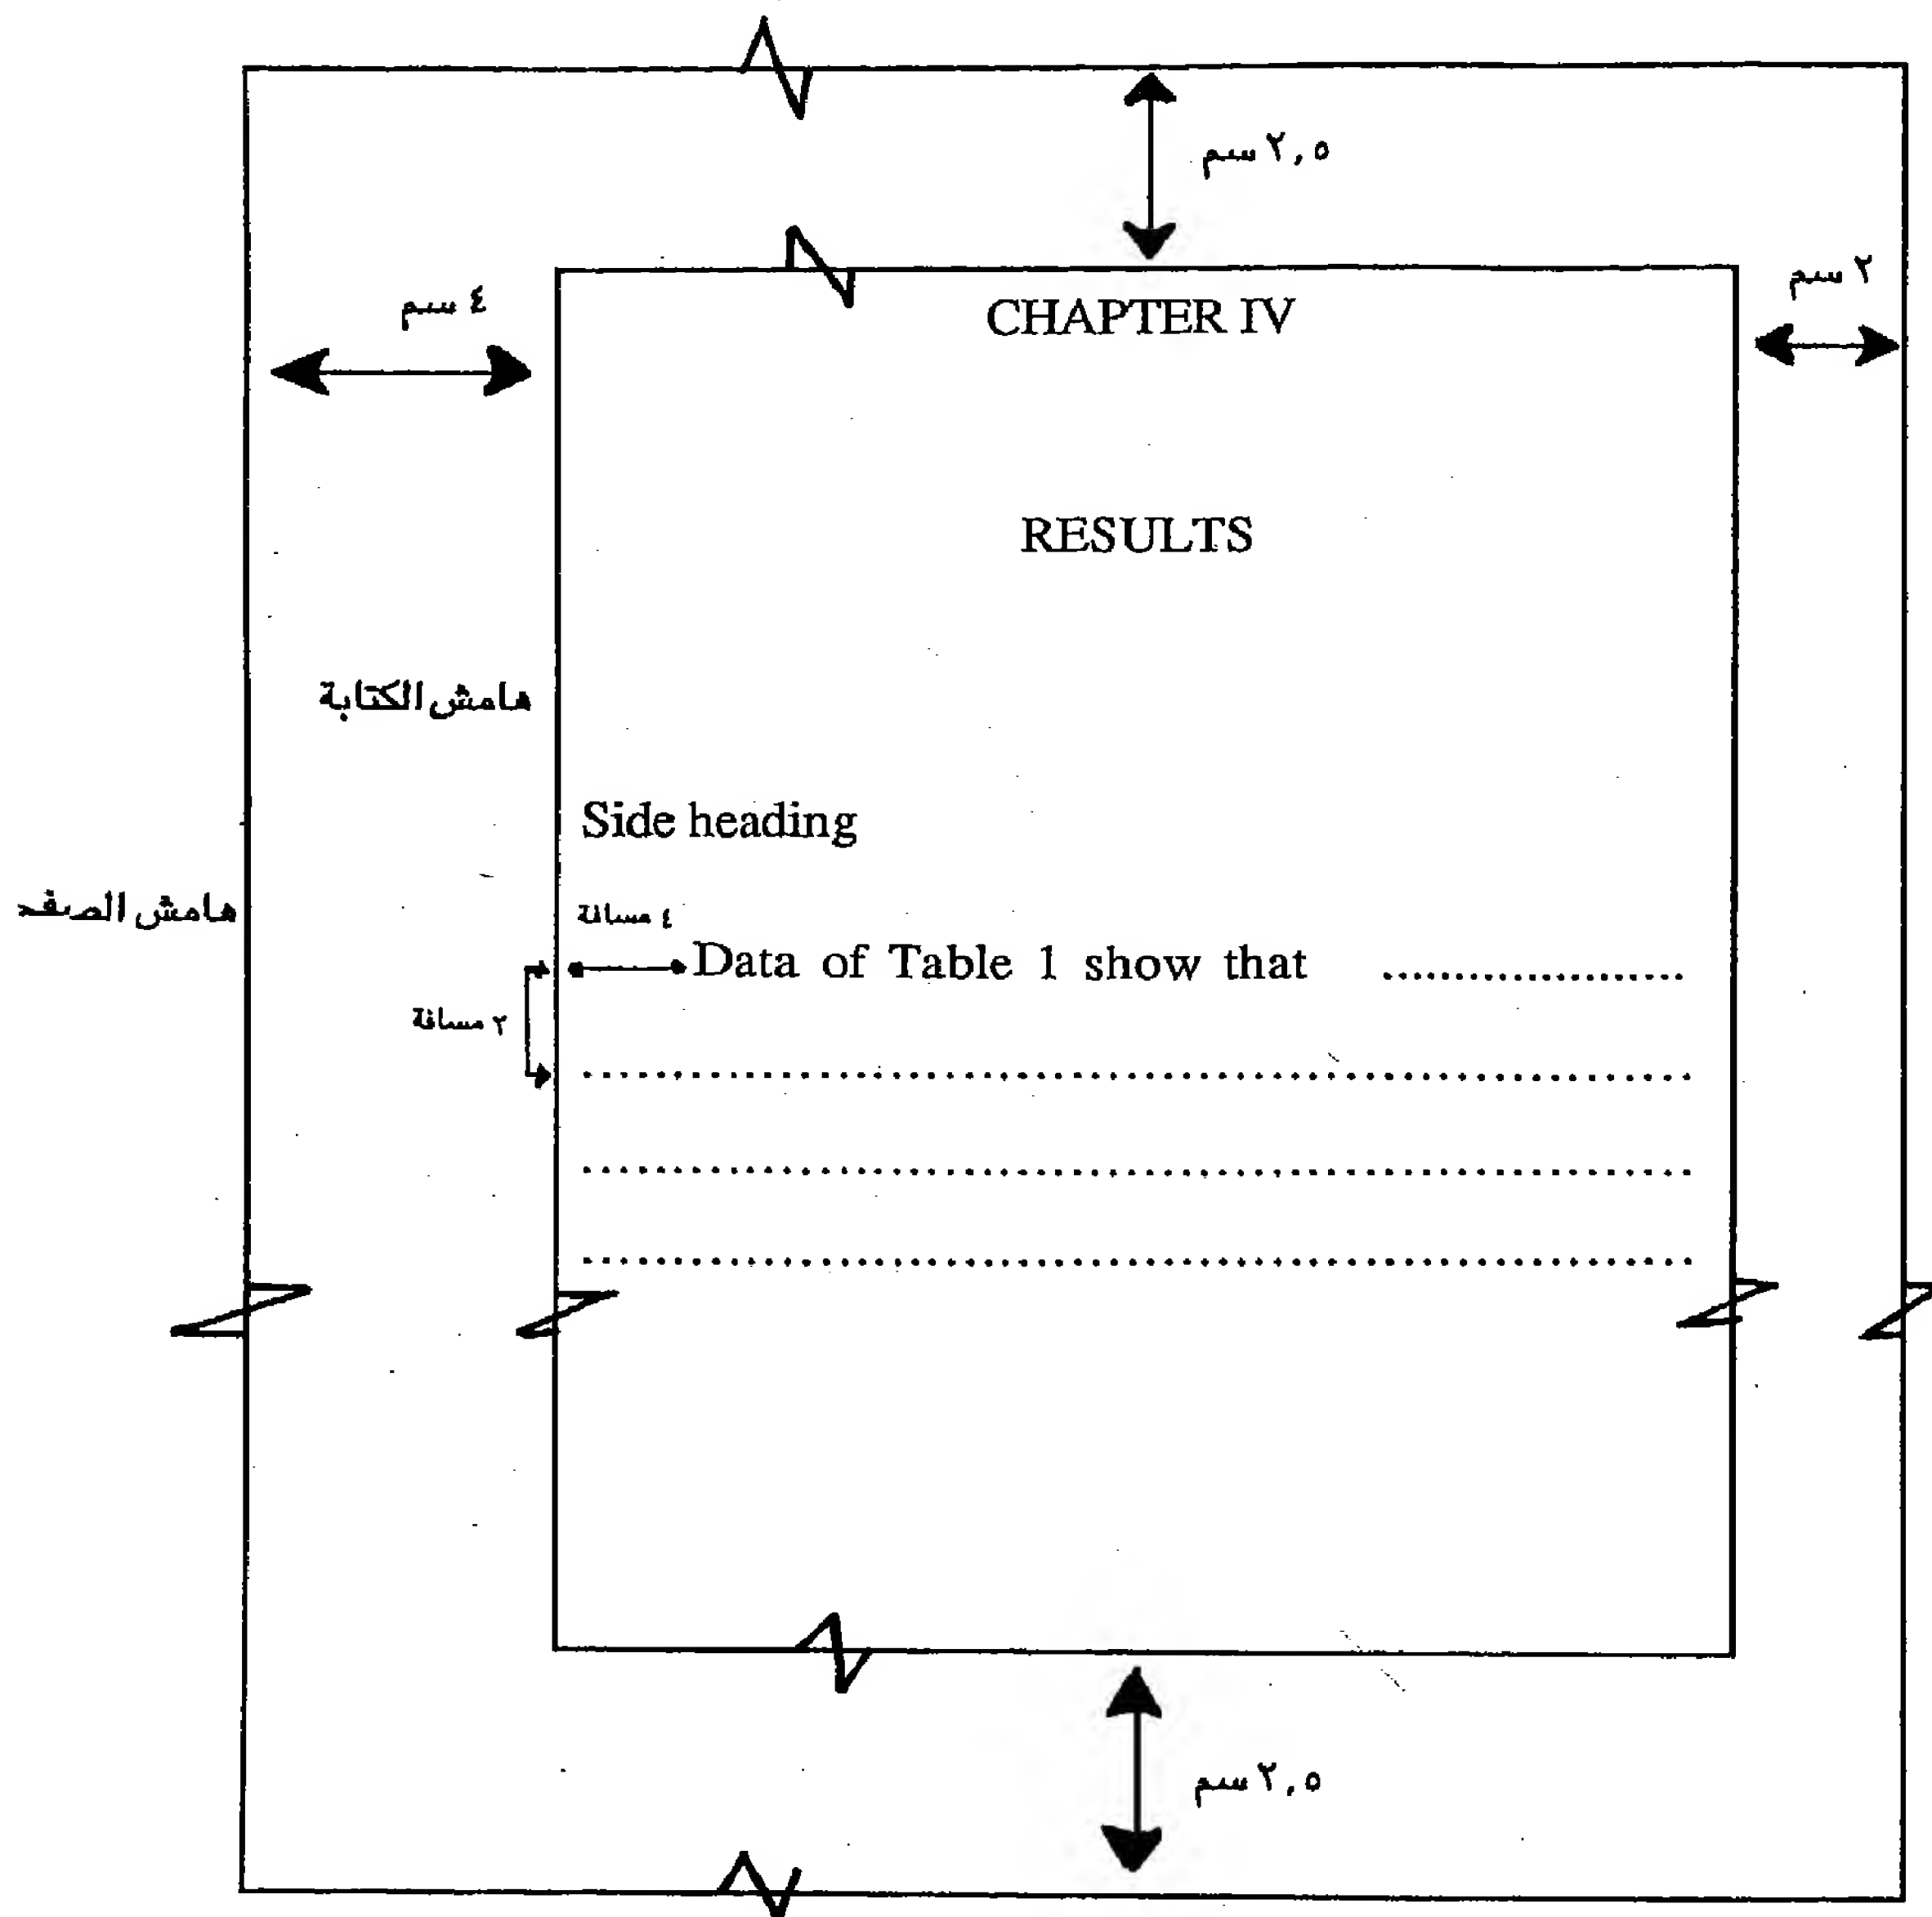 ٢,٥ سم
٤ سم
٢ سم
CHAPTER IV
RESULTS
هامش الكتابة
Side heading
هامش الصفحـ
٤ مسافة
Data of Table 1 show that ..................
٢ مسافة
٢,٥ سم